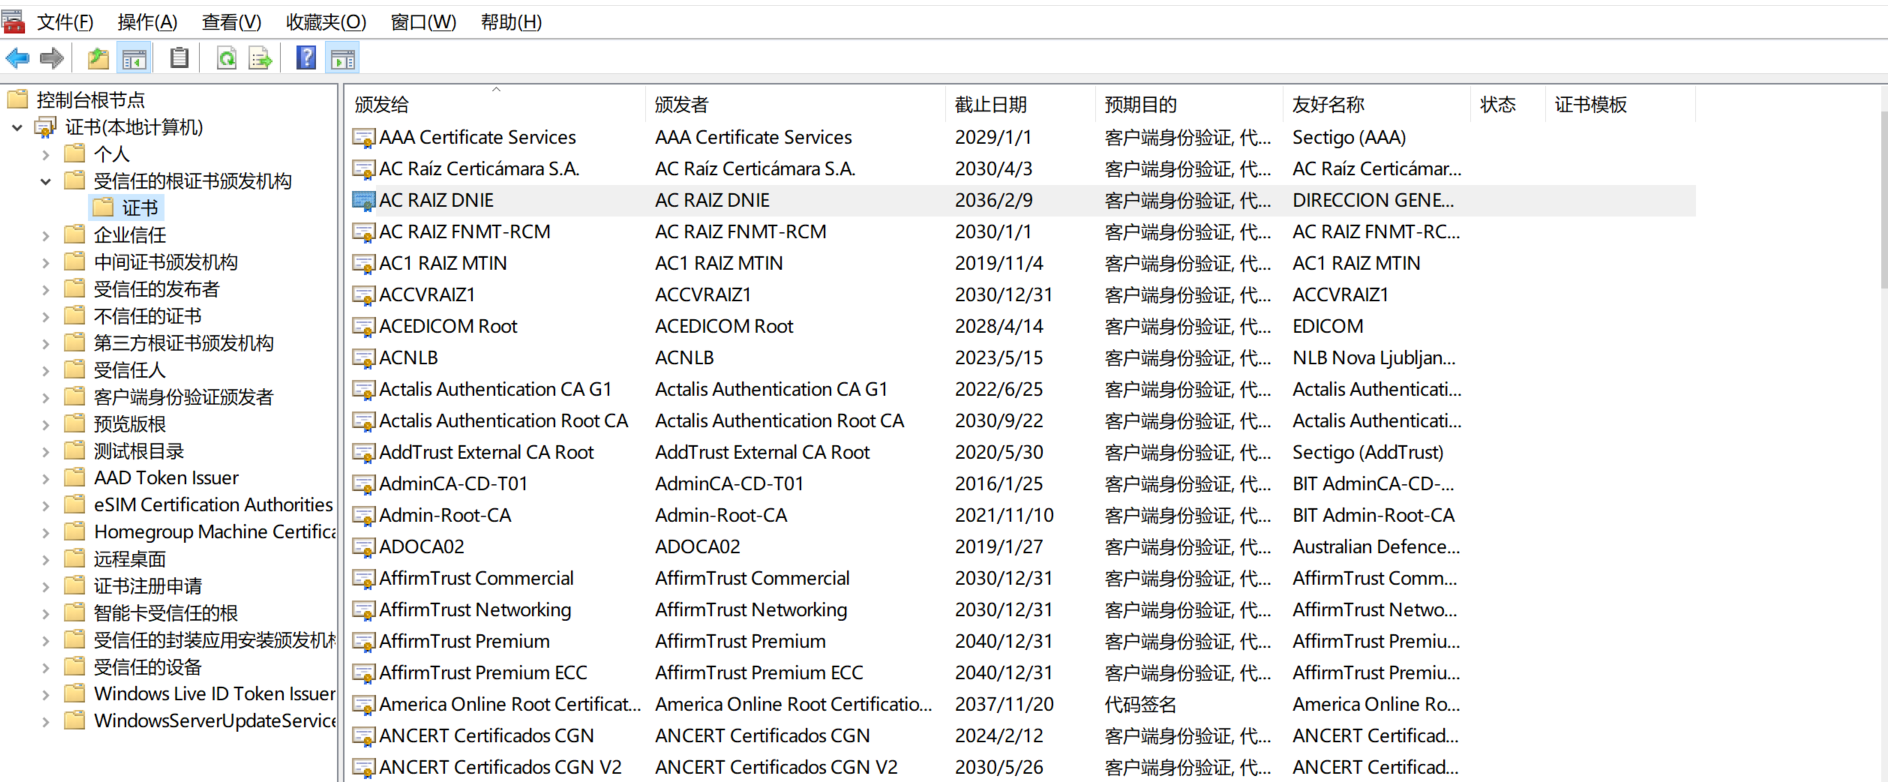 文件(F) 操作(A) 查看(V) 收藏夹(O) 窗口(W) 帮助(H)
控制台根节点
证书(本地计算机)
个人
受信任的根证书颁发机构
证书
企业信任
中间证书颁发机构
受信任的发布者
不信任的证书
第三方根证书颁发机构
受信任人
客户端身份验证颁发者
预览版根
测试根目录
AAD Token Issuer
eSIM Certification Authorities
Homegroup Machine Certifica
远程桌面
证书注册申请
智能卡受信任的根
受信任的封装应用安装颁发机构
受信任的设备
Windows Live ID Token Issuer
WindowsServerUpdateService
颁发给 颁发者 截止日期 预期目的 友好名称 状态 证书模板
AAA Certificate Services AAA Certificate Services 2029/1/1 客户端身份验证, 代... Sectigo (AAA)
AC Raíz Certicámara S.A. AC Raíz Certicámara S.A. 2030/4/3 客户端身份验证, 代... AC Raíz Certicámar...
AC RAIZ DNIE AC RAIZ DNIE 2036/2/9 客户端身份验证, 代... DIRECCION GENE...
AC RAIZ FNMT-RCM AC RAIZ FNMT-RCM 2030/1/1 客户端身份验证, 代... AC RAIZ FNMT-RC...
AC1 RAIZ MTIN AC1 RAIZ MTIN 2019/11/4 客户端身份验证, 代... AC1 RAIZ MTIN
ACCVRAIZ1 ACCVRAIZ1 2030/12/31 客户端身份验证, 代... ACCVRAIZ1
ACEDICOM Root ACEDICOM Root 2028/4/14 客户端身份验证, 代... EDICOM
ACNLB ACNLB 2023/5/15 客户端身份验证, 代... NLB Nova Ljubljan...
Actalis Authentication CA G1 Actalis Authentication CA G1 2022/6/25 客户端身份验证, 代... Actalis Authenticati...
Actalis Authentication Root CA Actalis Authentication Root CA 2030/9/22 客户端身份验证, 代... Actalis Authenticati...
AddTrust External CA Root AddTrust External CA Root 2020/5/30 客户端身份验证, 代... Sectigo (AddTrust)
AdminCA-CD-T01 AdminCA-CD-T01 2016/1/25 客户端身份验证, 代... BIT AdminCA-CD-...
Admin-Root-CA Admin-Root-CA 2021/11/10 客户端身份验证, 代... BIT Admin-Root-CA
ADOCA02 ADOCA02 2019/1/27 客户端身份验证, 代... Australian Defence...
AffirmTrust Commercial AffirmTrust Commercial 2030/12/31 客户端身份验证, 代... AffirmTrust Comm...
AffirmTrust Networking AffirmTrust Networking 2030/12/31 客户端身份验证, 代... AffirmTrust Netwo...
AffirmTrust Premium AffirmTrust Premium 2040/12/31 客户端身份验证, 代... AffirmTrust Premiu...
AffirmTrust Premium ECC AffirmTrust Premium ECC 2040/12/31 客户端身份验证, 代... AffirmTrust Premiu...
America Online Root Certificat... America Online Root Certificatio... 2037/11/20 代码签名 America Online Ro...
ANCERT Certificados CGN ANCERT Certificados CGN 2024/2/12 客户端身份验证, 代... ANCERT Certificad...
ANCERT Certificados CGN V2 ANCERT Certificados CGN V2 2030/5/26 客户端身份验证, 代... ANCERT Certificad...